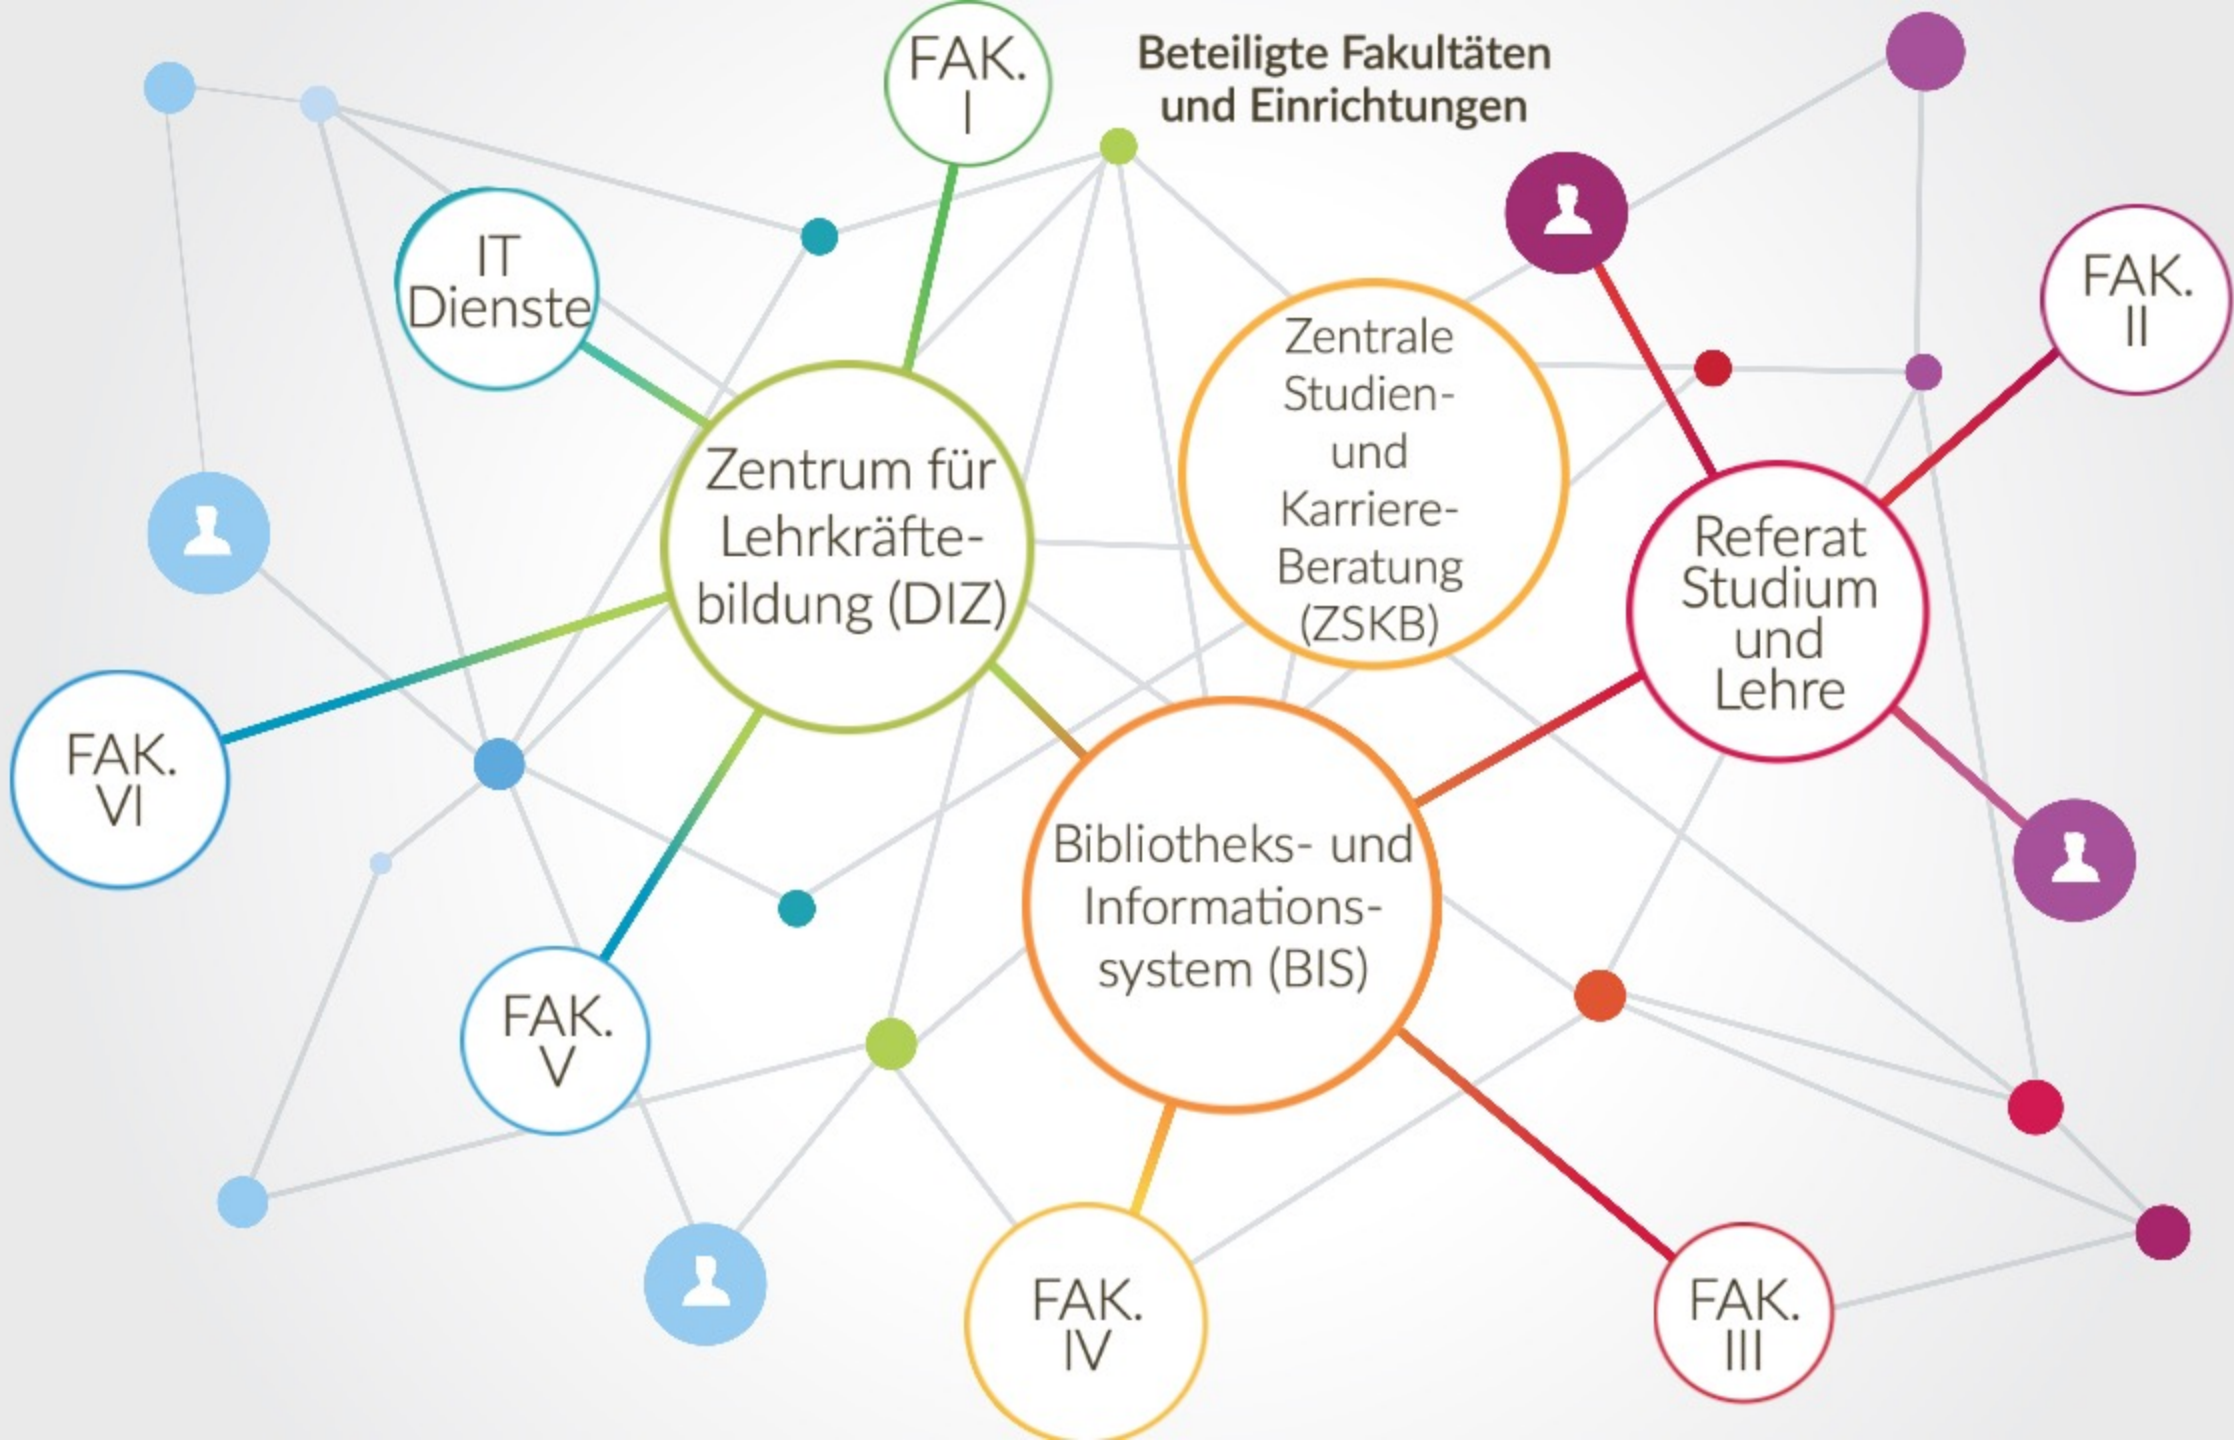 FAK.
I
Beteiligte Fakultäten
und Einrichtungen
IT
Dienste
FAK.
II
Zentrale
Studien-
und
Karriere-
Beratung
(ZSKB)
Zentrum für
Lehrkräfte-
bildung (DIZ)
Referat
Studium
und
Lehre
FAK.
VI
Bibliotheks- und
Informations-
system (BIS)
FAK.
V
FAK.
IV
FAK.
III